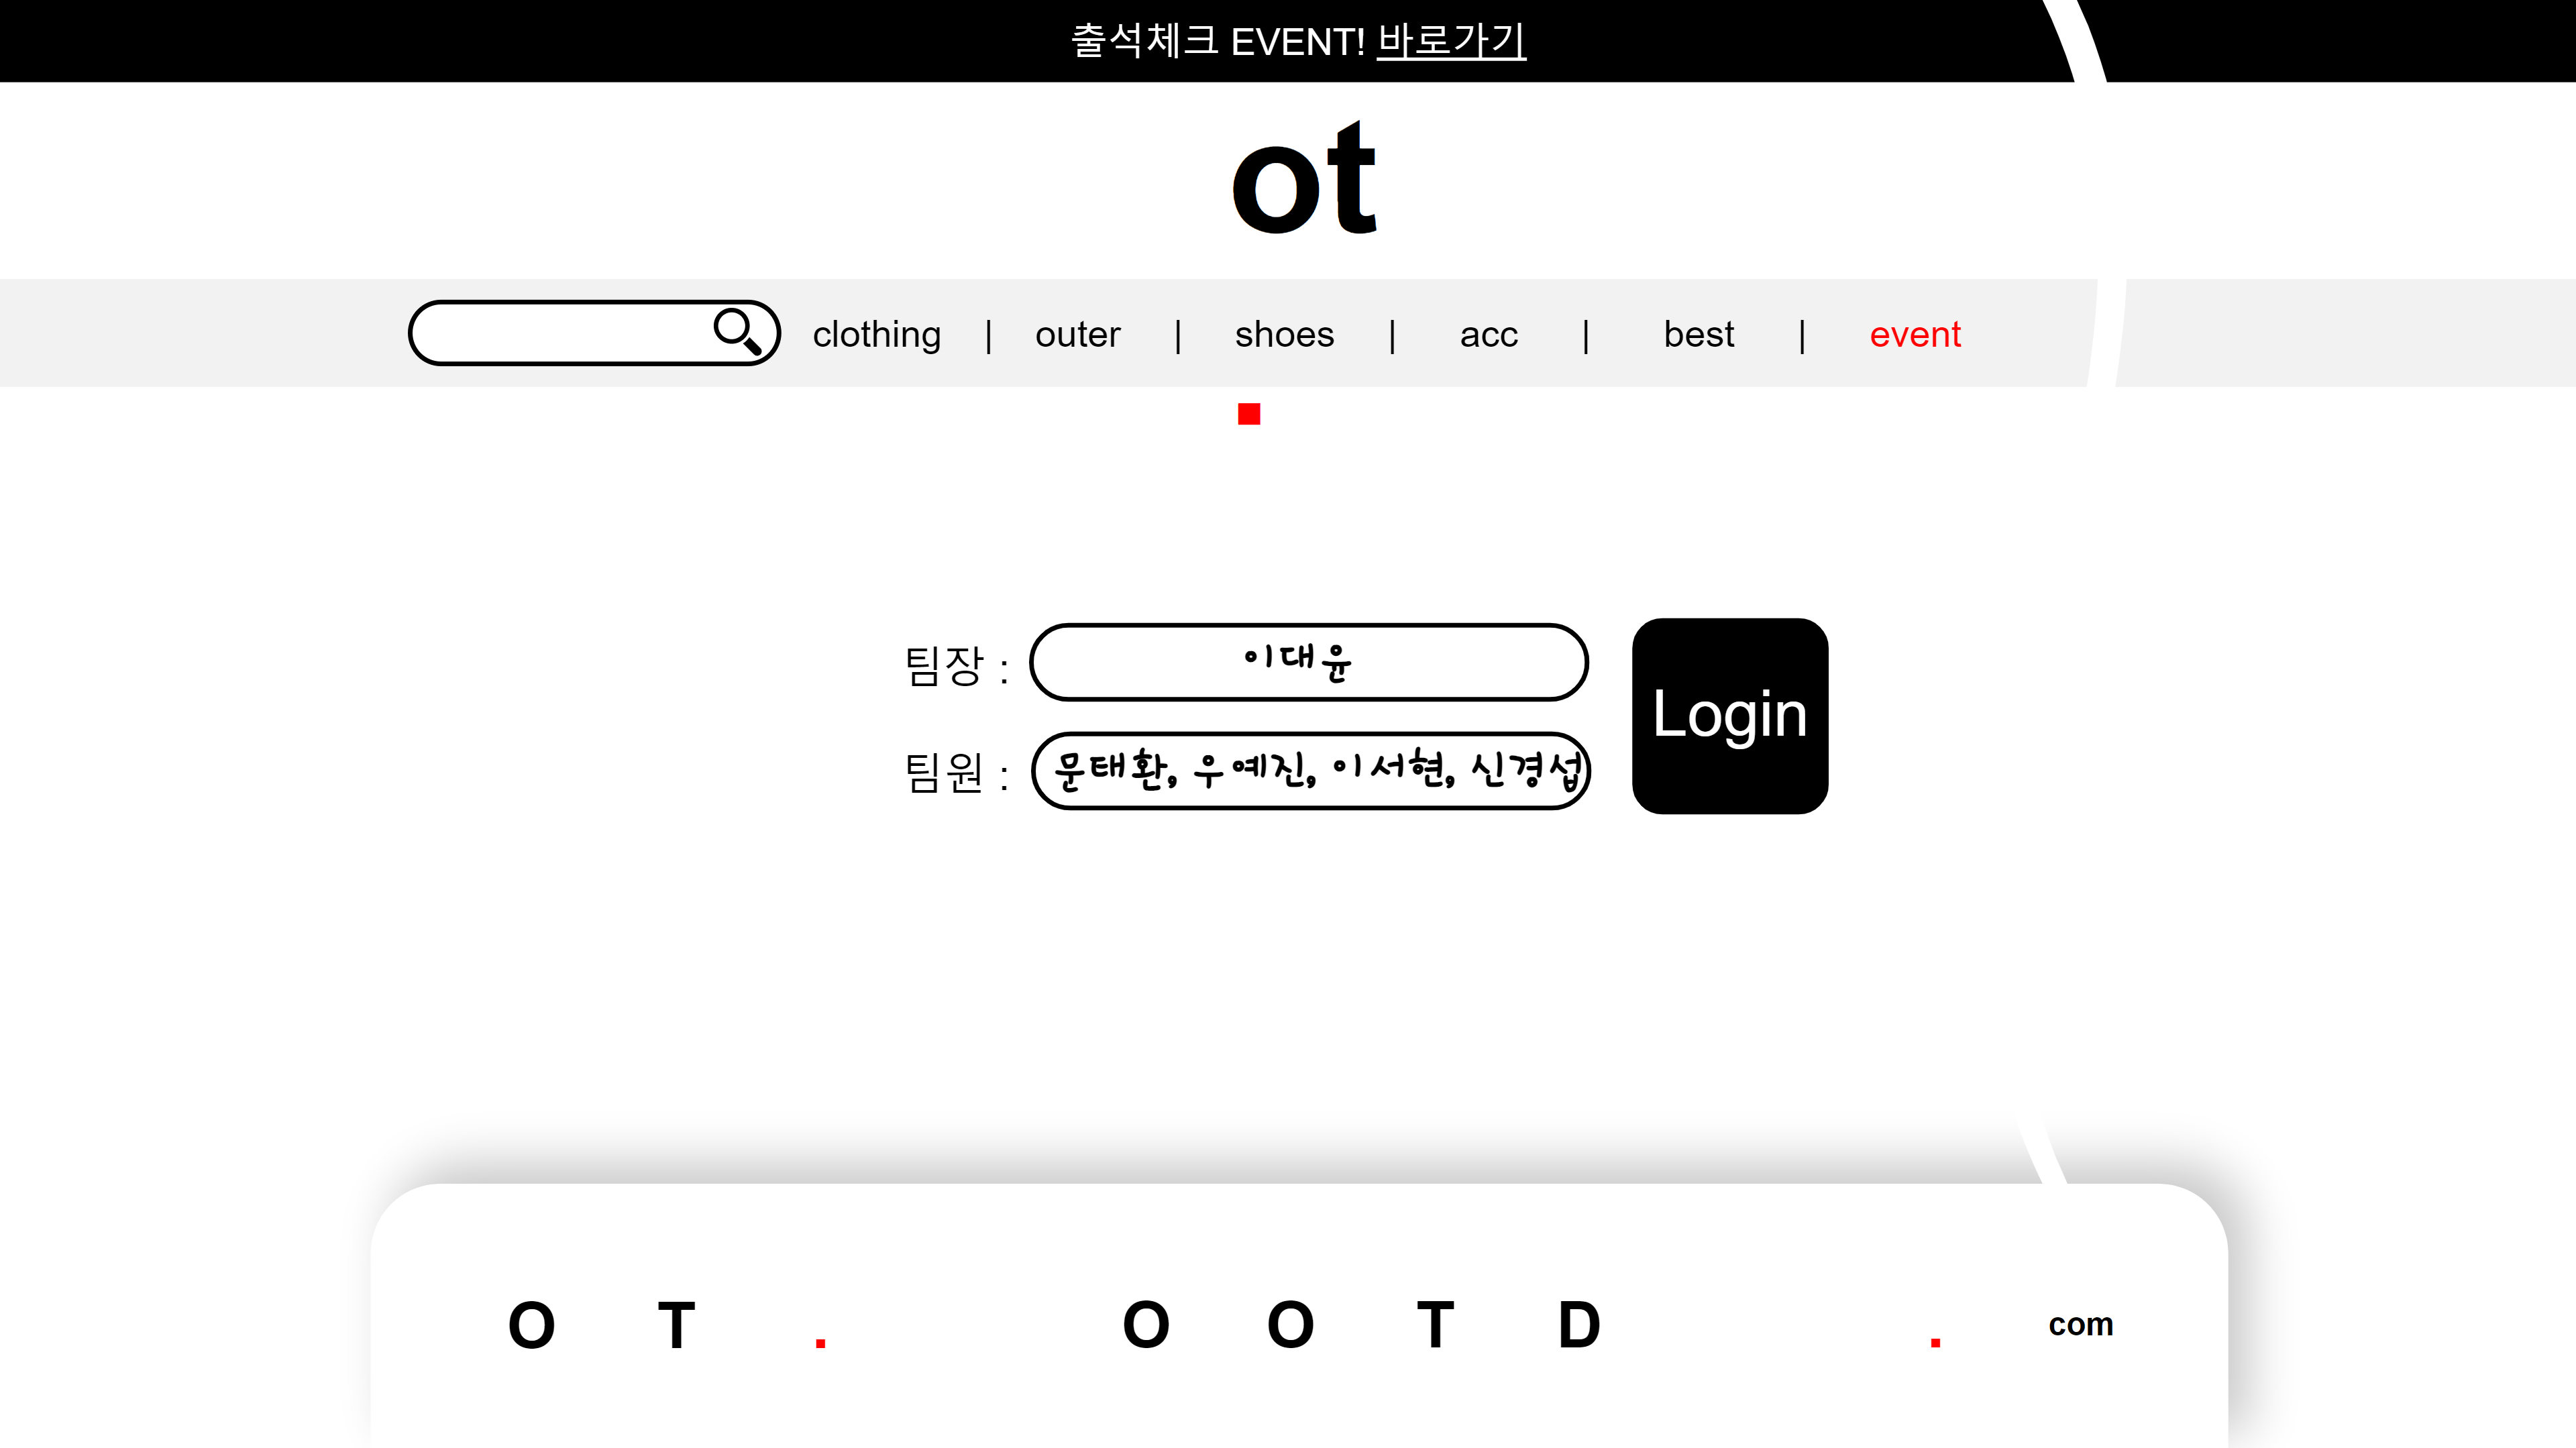 출석체크 EVENT! 바로가기
ot
clothing | outer | shoes | acc | best | event
팀장 : 이대윤
팀원 : 문태환, 우예진, 이서현, 신경섭
Login
O T . O O T D . com